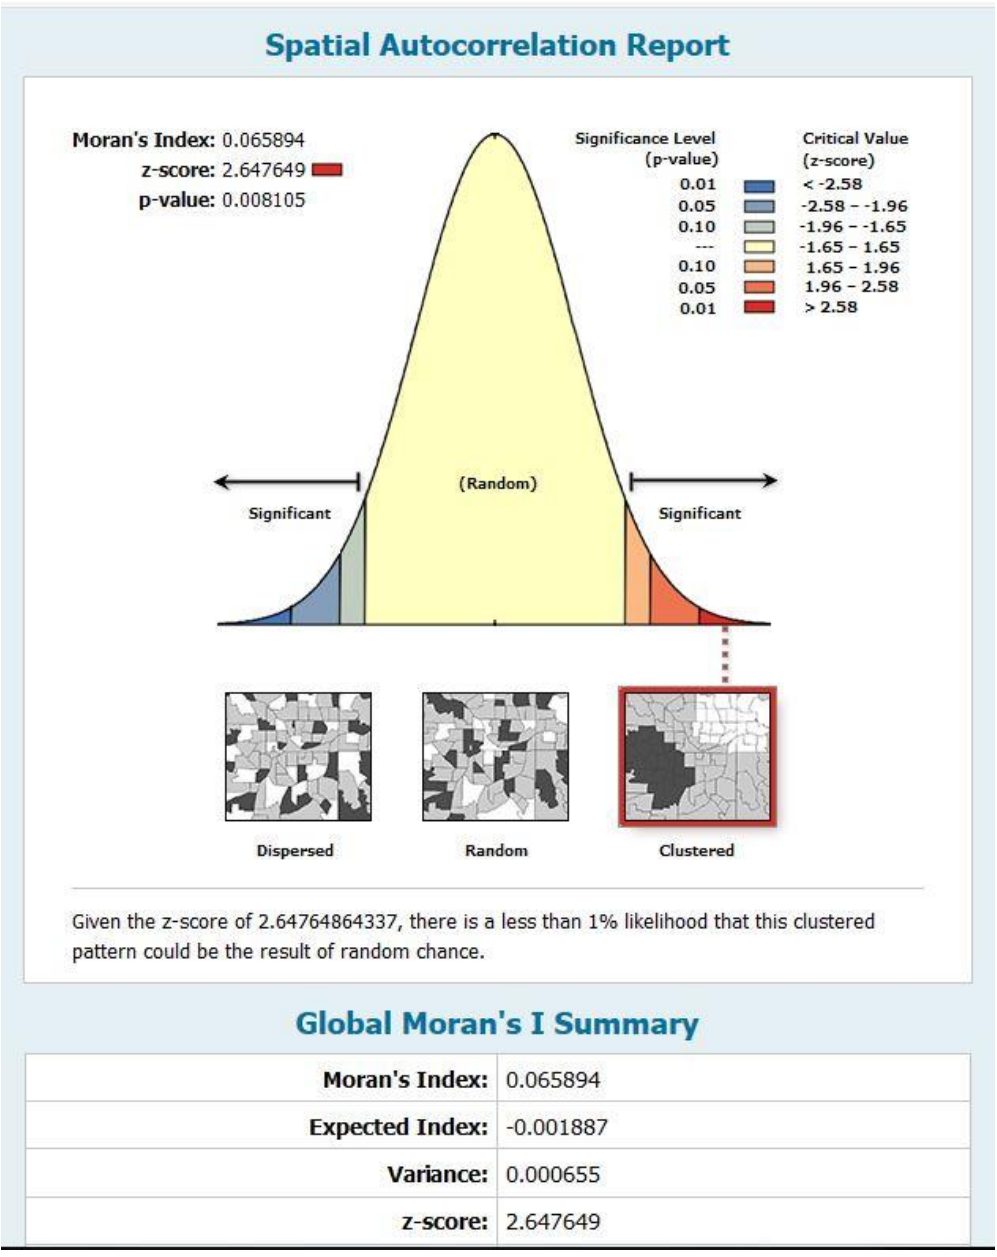 Spatial Autocorrelation Report
Moran's Index: 0.065894
z-score: 2.647649
p-value: 0.008105
Significance Level
(p-value)
Critical Value
(z-score)
0.01 < -2.58
0.05 -2.58 – -1.96
0.10 -1.96 – -1.65
--- -1.65 – 1.65
0.10 1.65 – 1.96
0.05 1.96 – 2.58
0.01 > 2.58
(Random)
Significant
Significant
Dispersed
Random
Clustered
Given the z-score of 2.64764864337, there is a less than 1% likelihood that this clustered
pattern could be the result of random chance.
Global Moran's I Summary
Moran's Index: 0.065894
Expected Index: -0.001887
Variance: 0.000655
z-score: 2.647649